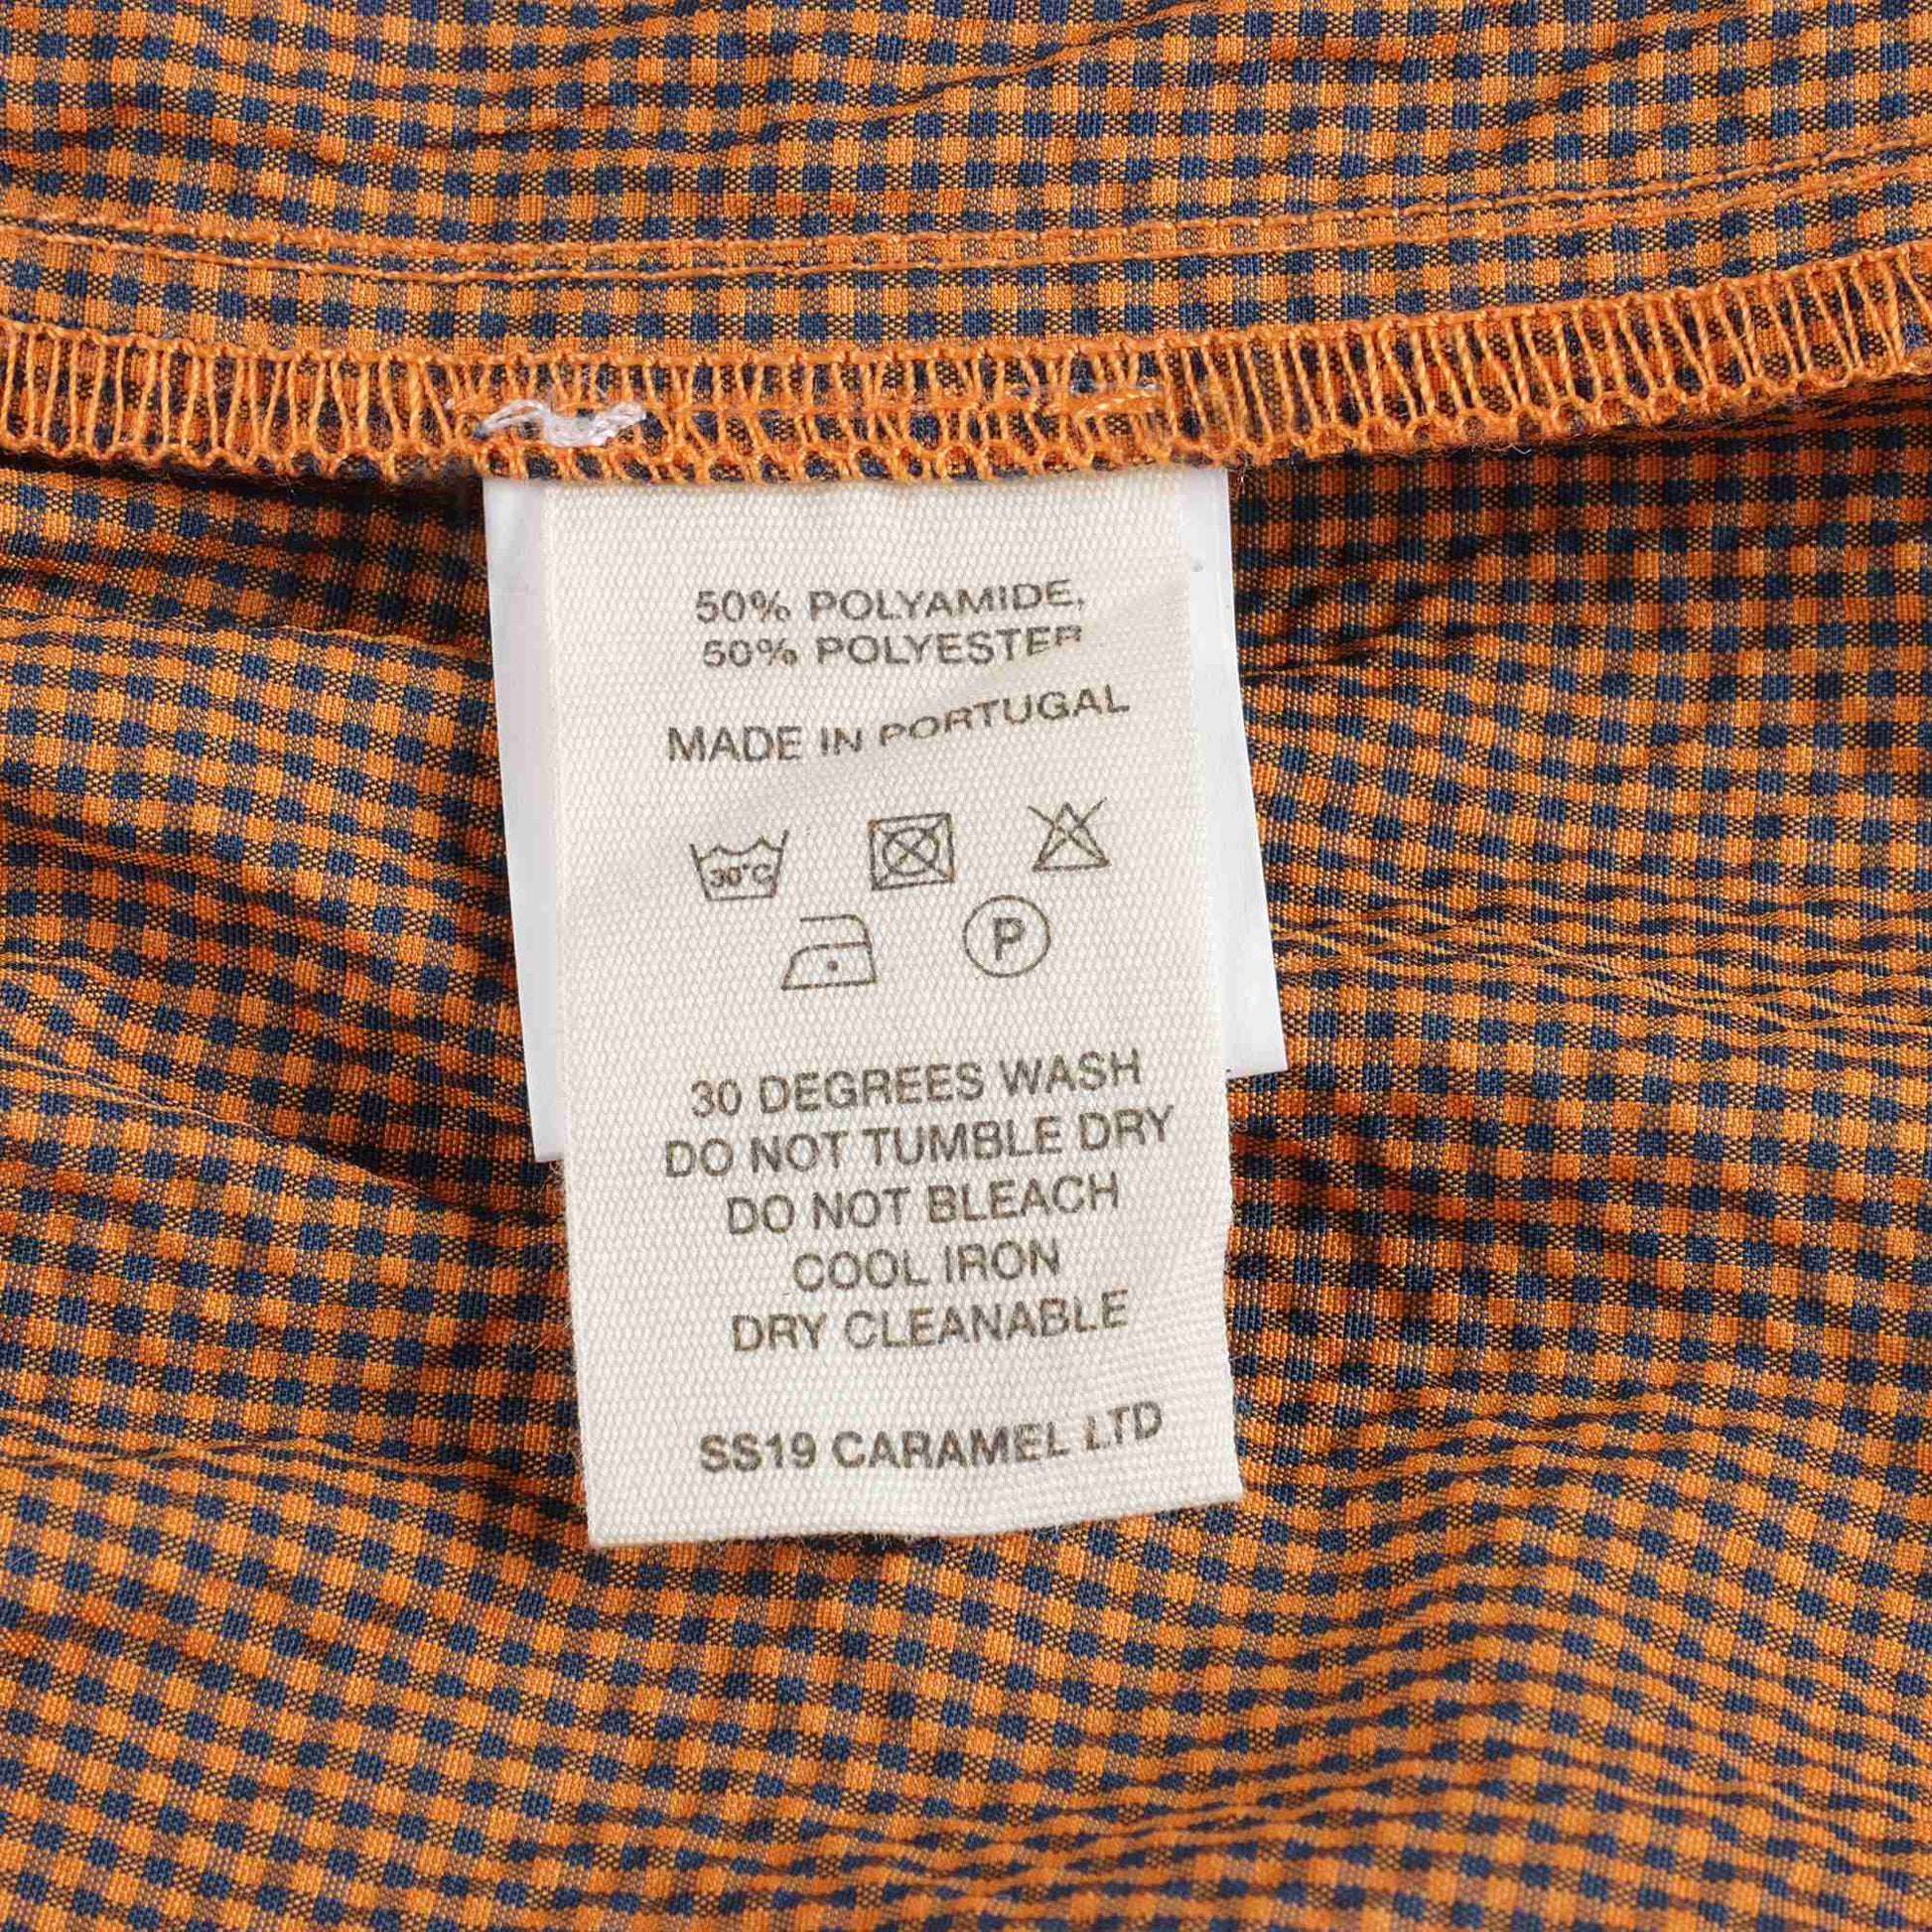 50% POLYAMIDE,
50% POLYESTER
MADE IN PORTUGAL
30°C
P
30 DEGREES WASH
DO NOT TUMBLE DRY
DO NOT BLEACH
COOL IRON
DRY CLEANABLE
SS19 CARAMEL LTD